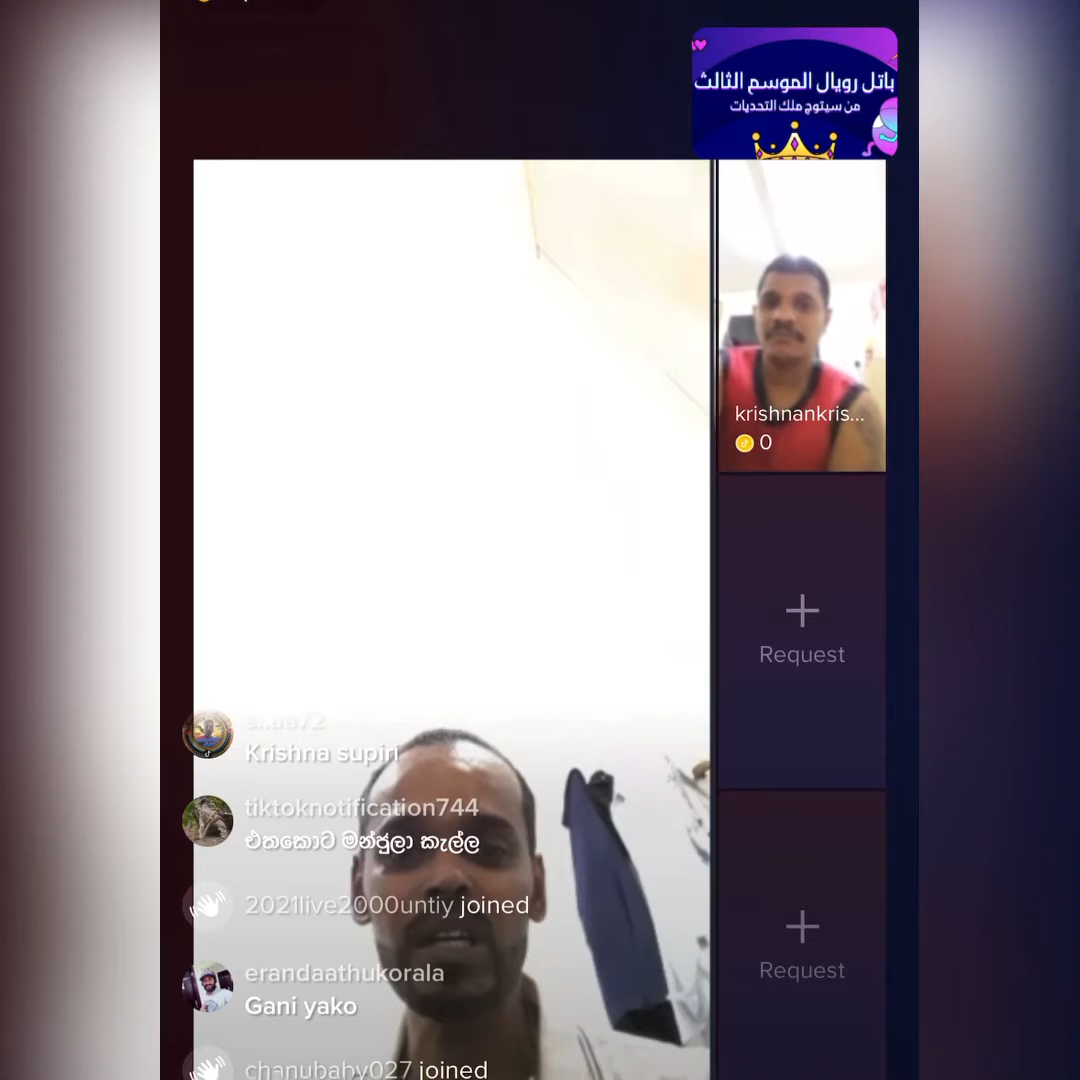 باتل رويال الموسم الثالث
من سيتوج ملك التحديات
krishnankris...
0
Request
Request
Krishna supiri
tiktoknotification744
එතකොට මන්ජුලා කැල්ල
2021live2000untiy joined
erandaathukorala
Gani yako
chanubaby027 joined